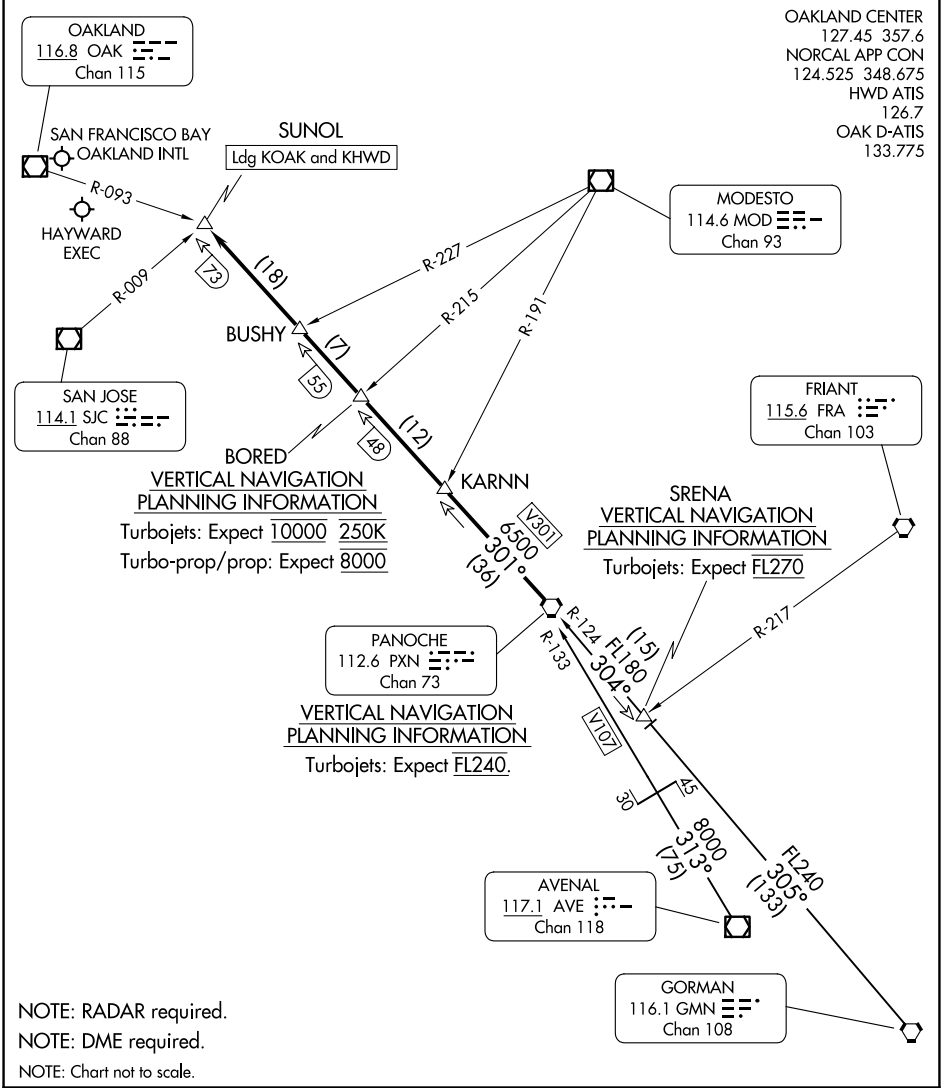 OAKLAND
116.8 OAK
Chan 115
OAKLAND CENTER
127.45 357.6
NORCAL APP CON
124.525 348.675
HWD ATIS
126.7
OAK D-ATIS
133.775
SAN FRANCISCO BAY
OAKLAND INTL
SUNOL
Ldg KOAK and KHWD
R-093
HAYWARD
EXEC
MODESTO
114.6 MOD
Chan 93
R-009
73
(18)
R-227
R-215
R-191
BUSHY
(7)
55
SAN JOSE
114.1 SJC
Chan 88
FRIANT
115.6 FRA
Chan 103
48
(12)
BORED
VERTICAL NAVIGATION
PLANNING INFORMATION
Turbojets: Expect 10000 250K
Turbo-prop/prop: Expect 8000
KARNN
V301
6500
301°
(36)
SRENA
VERTICAL NAVIGATION
PLANNING INFORMATION
Turbojets: Expect FL270
R-217
PANOCHE
112.6 PXN
Chan 73
VERTICAL NAVIGATION
PLANNING INFORMATION
Turbojets: Expect FL240.
R-124
R-133
(15)
FL180
304°
V107
30
45
8000
313°
(75)
FL240
305°
(133)
AVENAL
117.1 AVE
Chan 118
GORMAN
116.1 GMN
Chan 108
NOTE: RADAR required.
NOTE: DME required.
NOTE: Chart not to scale.